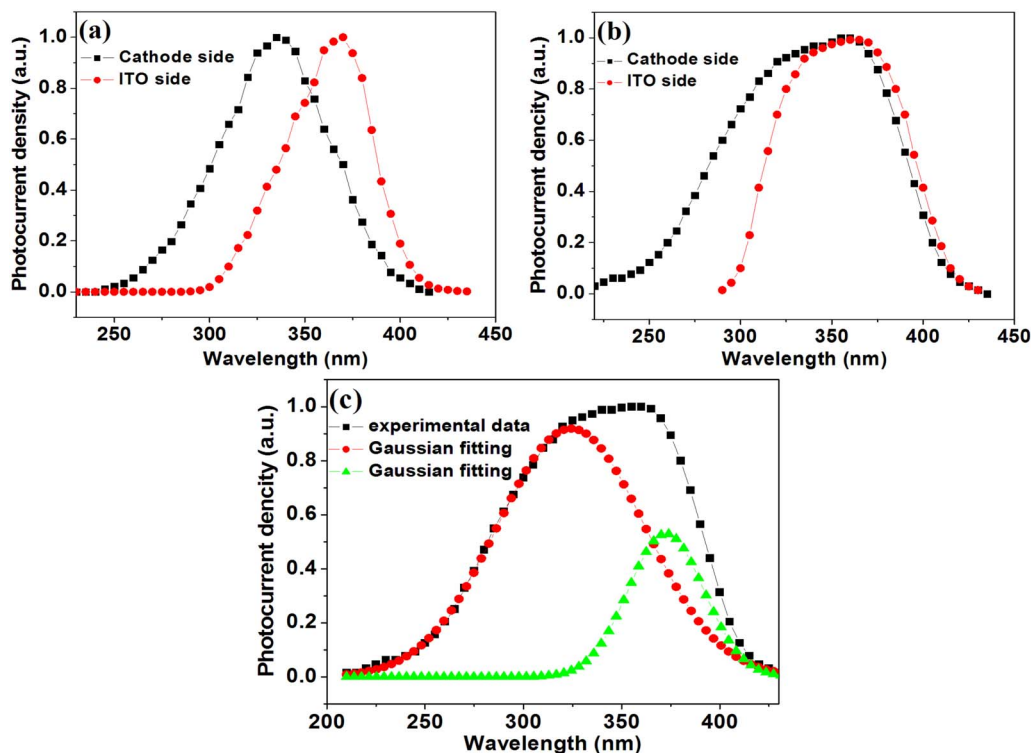 (a)
Cathode side
ITO side
Photocurrent density (a.u.)
1.0
0.8
0.6
0.4
0.2
0.0
250 300 350 400 450
Wavelength (nm)
(b)
Cathode side
ITO side
Photocurrent dencity (a.u.)
1.0
0.8
0.6
0.4
0.2
0.0
250 300 350 400 450
Wavelength (nm)
(c)
experimental data
Gaussian fitting
Gaussian fitting
Photocurrent dencity (a.u.)
1.0
0.8
0.6
0.4
0.2
0.0
200 250 300 350 400
Wavelength (nm)